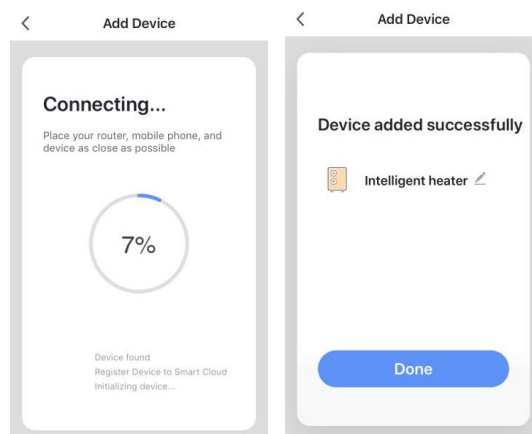 Add Device
Connecting...
Place your router, mobile phone, and
device as close as possible
7%
Device found
Register Device to Smart Cloud
Initializing device...
Add Device
Device added successfully
Intelligent heater
Done